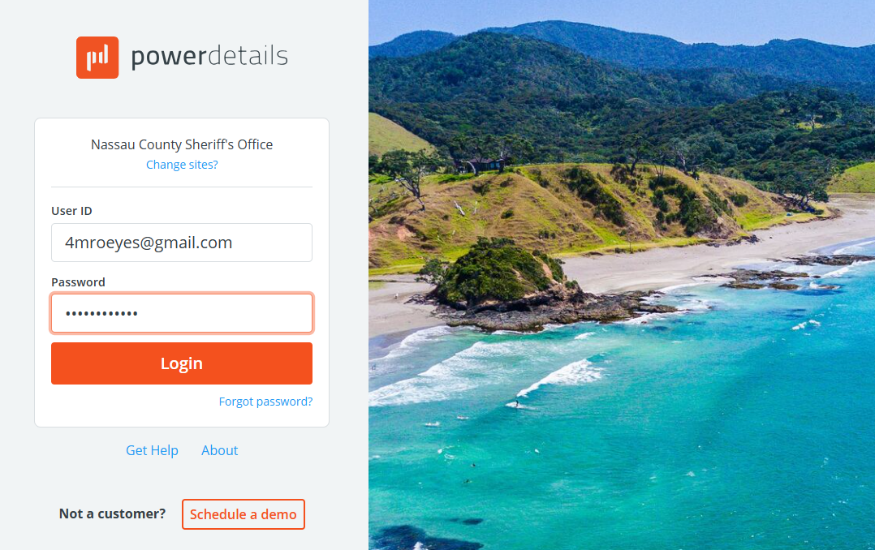 powerdetails
Nassau County Sheriff's Office
Change sites?
User ID
4mroeyes@gmail.com
Password
••••••••••••
Login
Forgot password?
Get Help About
Not a customer? Schedule a demo